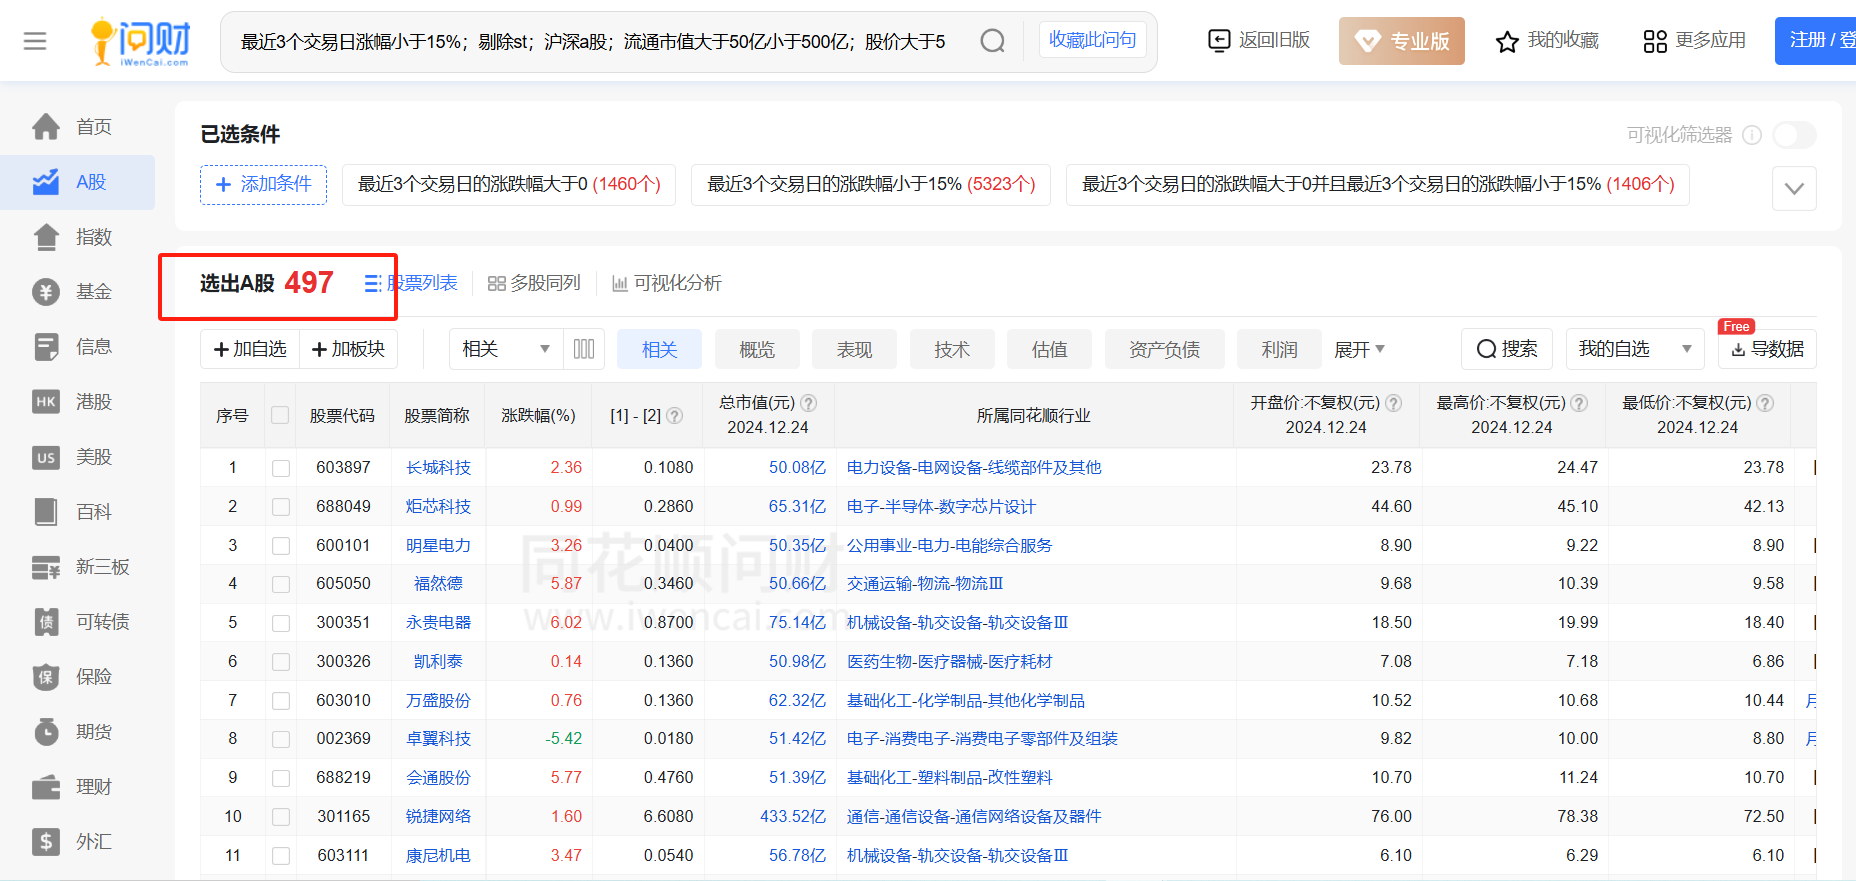 问财
iWenCai.com
最近3个交易日涨幅小于15%；剔除st；沪深a股；流通市值大于50亿小于500亿；股价大于5
收藏此问句
返回旧版
专业版
我的收藏
更多应用
注册 / 登
首页
A股
指数
基金
信息
HK 港股
US 美股
百科
新三板
债 可转债
保 保险
期货
理财
外汇
已选条件
可视化筛选器
+ 添加条件
最近3个交易日的涨跌幅大于0 (1460个)
最近3个交易日的涨跌幅小于15% (5323个)
最近3个交易日的涨跌幅大于0并且最近3个交易日的涨跌幅小于15% (1406个)
选出A股 497
股票列表
多股同列
可视化分析
+ 加自选
+ 加板块
相关
相关
概览
表现
技术
估值
资产负债
利润
展开
搜索
我的自选
Free
导数据
序号 股票代码 股票简称 涨跌幅(%) [1] - [2] 总市值(元) 2024.12.24 所属同花顺行业 开盘价:不复权(元) 2024.12.24 最高价:不复权(元) 2024.12.24 最低价:不复权(元) 2024.12.24
1 603897 长城科技 2.36 0.1080 50.08亿 电力设备-电网设备-线缆部件及其他 23.78 24.47 23.78
2 688049 炬芯科技 0.99 0.2860 65.31亿 电子-半导体-数字芯片设计 44.60 45.10 42.13
3 600101 明星电力 3.26 0.0400 50.35亿 公用事业-电力-电能综合服务 8.90 9.22 8.90
4 605050 福然德 5.87 0.3460 50.66亿 交通运输-物流-物流Ⅲ 9.68 10.39 9.58
5 300351 永贵电器 6.02 0.8700 75.14亿 机械设备-轨交设备-轨交设备Ⅲ 18.50 19.99 18.40
6 300326 凯利泰 0.14 0.1360 50.98亿 医药生物-医疗器械-医疗耗材 7.08 7.18 6.86
7 603010 万盛股份 0.76 0.1360 62.32亿 基础化工-化学制品-其他化学制品 10.52 10.68 10.44
8 002369 卓翼科技 -5.42 0.0180 51.42亿 电子-消费电子-消费电子零部件及组装 9.82 10.00 8.80
9 688219 会通股份 5.77 0.4760 51.39亿 基础化工-塑料制品-改性塑料 10.70 11.24 10.70
10 301165 锐捷网络 1.60 6.6080 433.52亿 通信-通信设备-通信网络设备及器件 76.00 78.38 72.50
11 603111 康尼机电 3.47 0.0540 56.78亿 机械设备-轨交设备-轨交设备Ⅲ 6.10 6.29 6.10
同花顺问财
www.iwencai.com